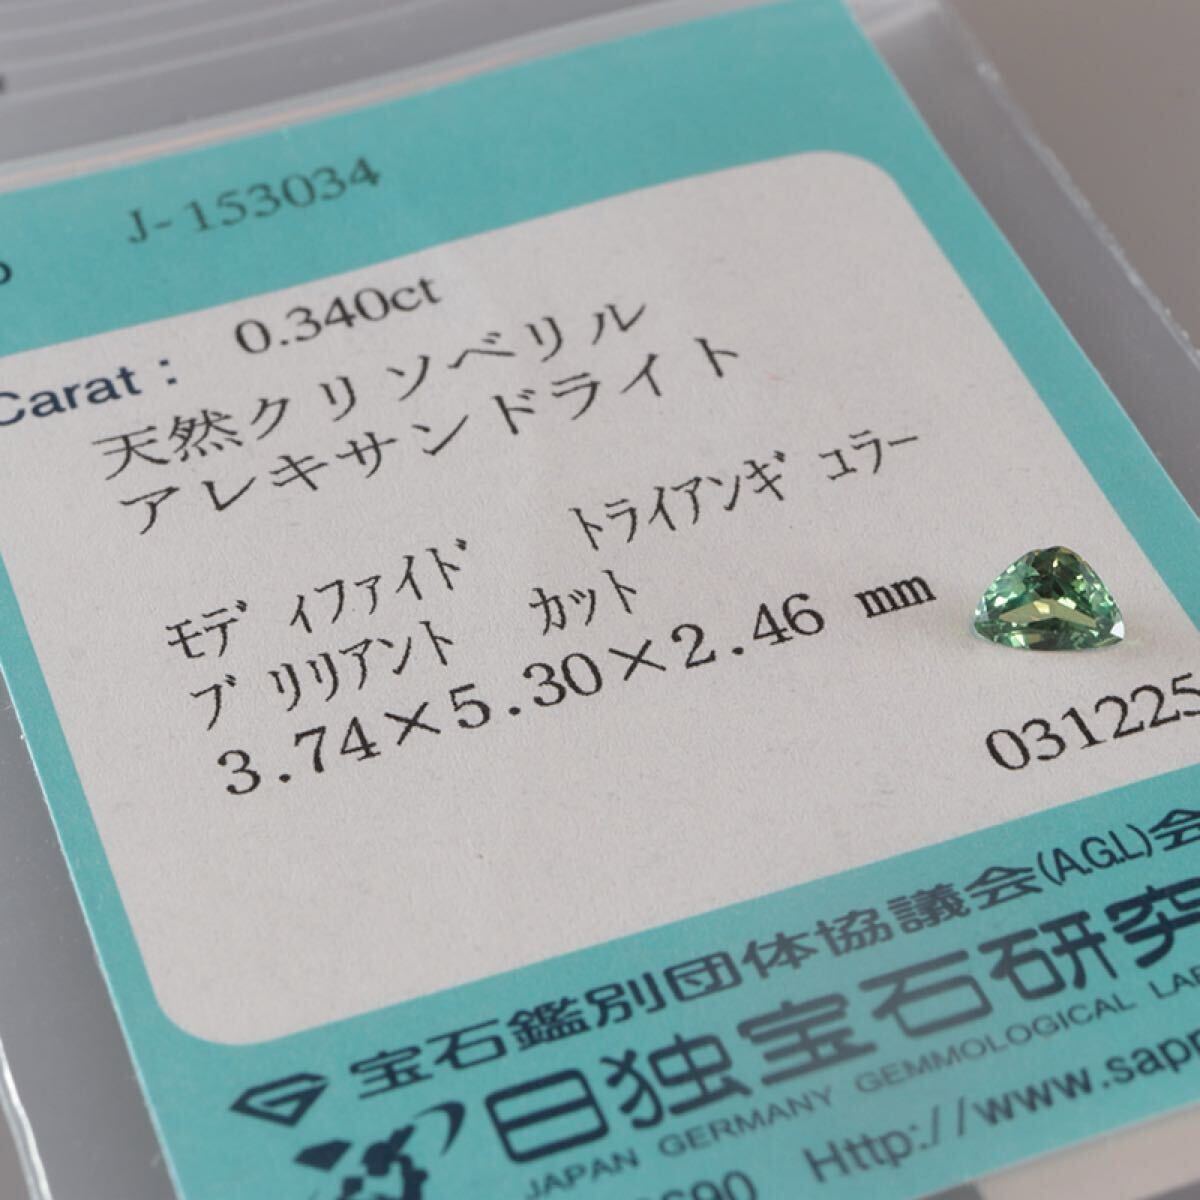 J-153034
Carat : 0.340ct
天然クリソベリル
アレキサンドライト
ﾓﾃﾞｨﾌｧｲﾄﾞ ﾄﾗｲｱﾝｷﾞｭﾗｰ
ﾌﾞﾘﾘｱﾝﾄ ｶｯﾄ
3.74×5.30×2.46 mm
031225
宝石鑑別団体協議会(A.G.L)会
日独宝石研究
JAPAN GERMANY GEMMOLOGICAL LA
Http://www.sapp